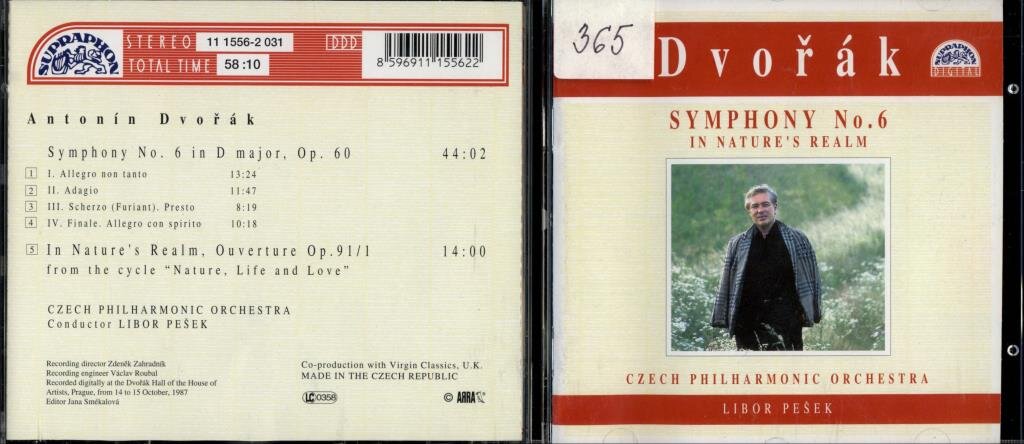 SUPRAPHON
STEREO 11 1556-2 031
TOTAL TIME 58:10
DDD
8 596911 155622
Antonín Dvořák
Symphony No. 6 in D major, Op. 60 44:02
1 I. Allegro non tanto 13:24
2 II. Adagio 11:47
3 III. Scherzo (Furiant). Presto 8:19
4 IV. Finale. Allegro con spirito 10:18
5 In Nature's Realm, Ouverture Op.91/1 14:00
from the cycle “Nature, Life and Love”
CZECH PHILHARMONIC ORCHESTRA
Conductor LIBOR PEŠEK
Recording director Zdeněk Zahradník
Recording engineer Václav Roubal
Recorded digitally at the Dvořák Hall of the House of
Artists, Prague, from 14 to 15 October, 1987
Editor Jana Smékalová
Co-production with Virgin Classics, U.K.
MADE IN THE CZECH REPUBLIC
LC 0358
© ARRA
365
Dvořák
SUPRAPHON
DIGITAL
SYMPHONY No.6
IN NATURE'S REALM
CZECH PHILHARMONIC ORCHESTRA
LIBOR PEŠEK